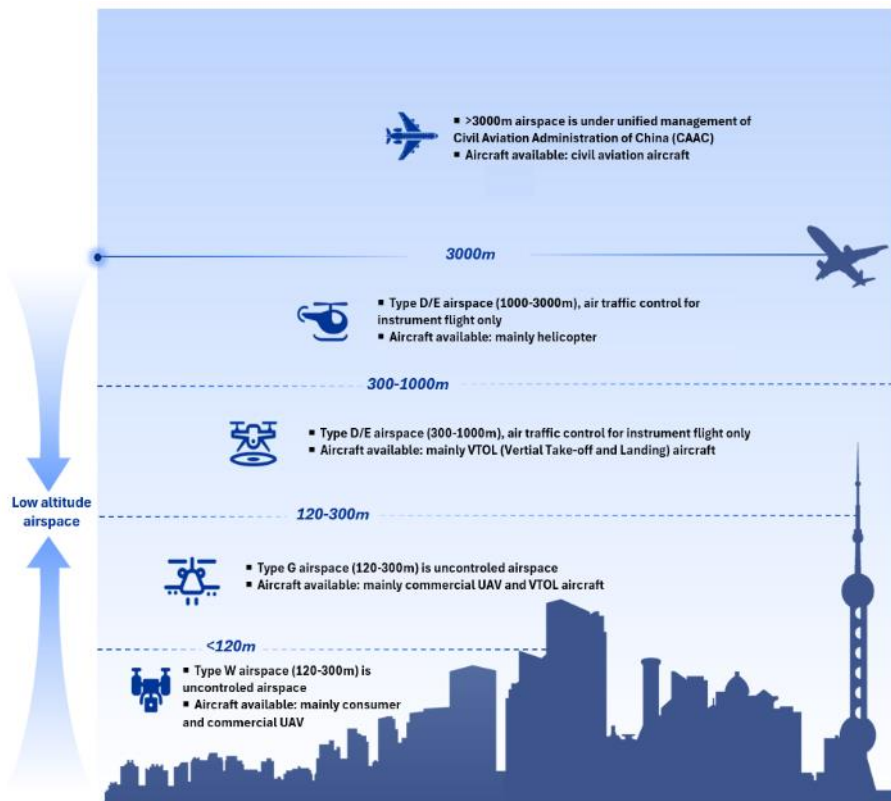 ▪ >3000m airspace is under unified management of
Civil Aviation Administration of China (CAAC)
▪ Aircraft available: civil aviation aircraft
3000m
▪ Type D/E airspace (1000-3000m), air traffic control for
instrument flight only
▪ Aircraft available: mainly helicopter
300-1000m
▪ Type D/E airspace (300-1000m), air traffic control for instrument flight only
▪ Aircraft available: mainly VTOL (Vertial Take-off and Landing) aircraft
Low altitude
airspace
120-300m
▪ Type G airspace (120-300m) is uncontroled airspace
▪ Aircraft available: mainly commercial UAV and VTOL aircraft
<120m
▪ Type W airspace (120-300m) is
uncontroled airspace
▪ Aircraft available: mainly consumer
and commercial UAV